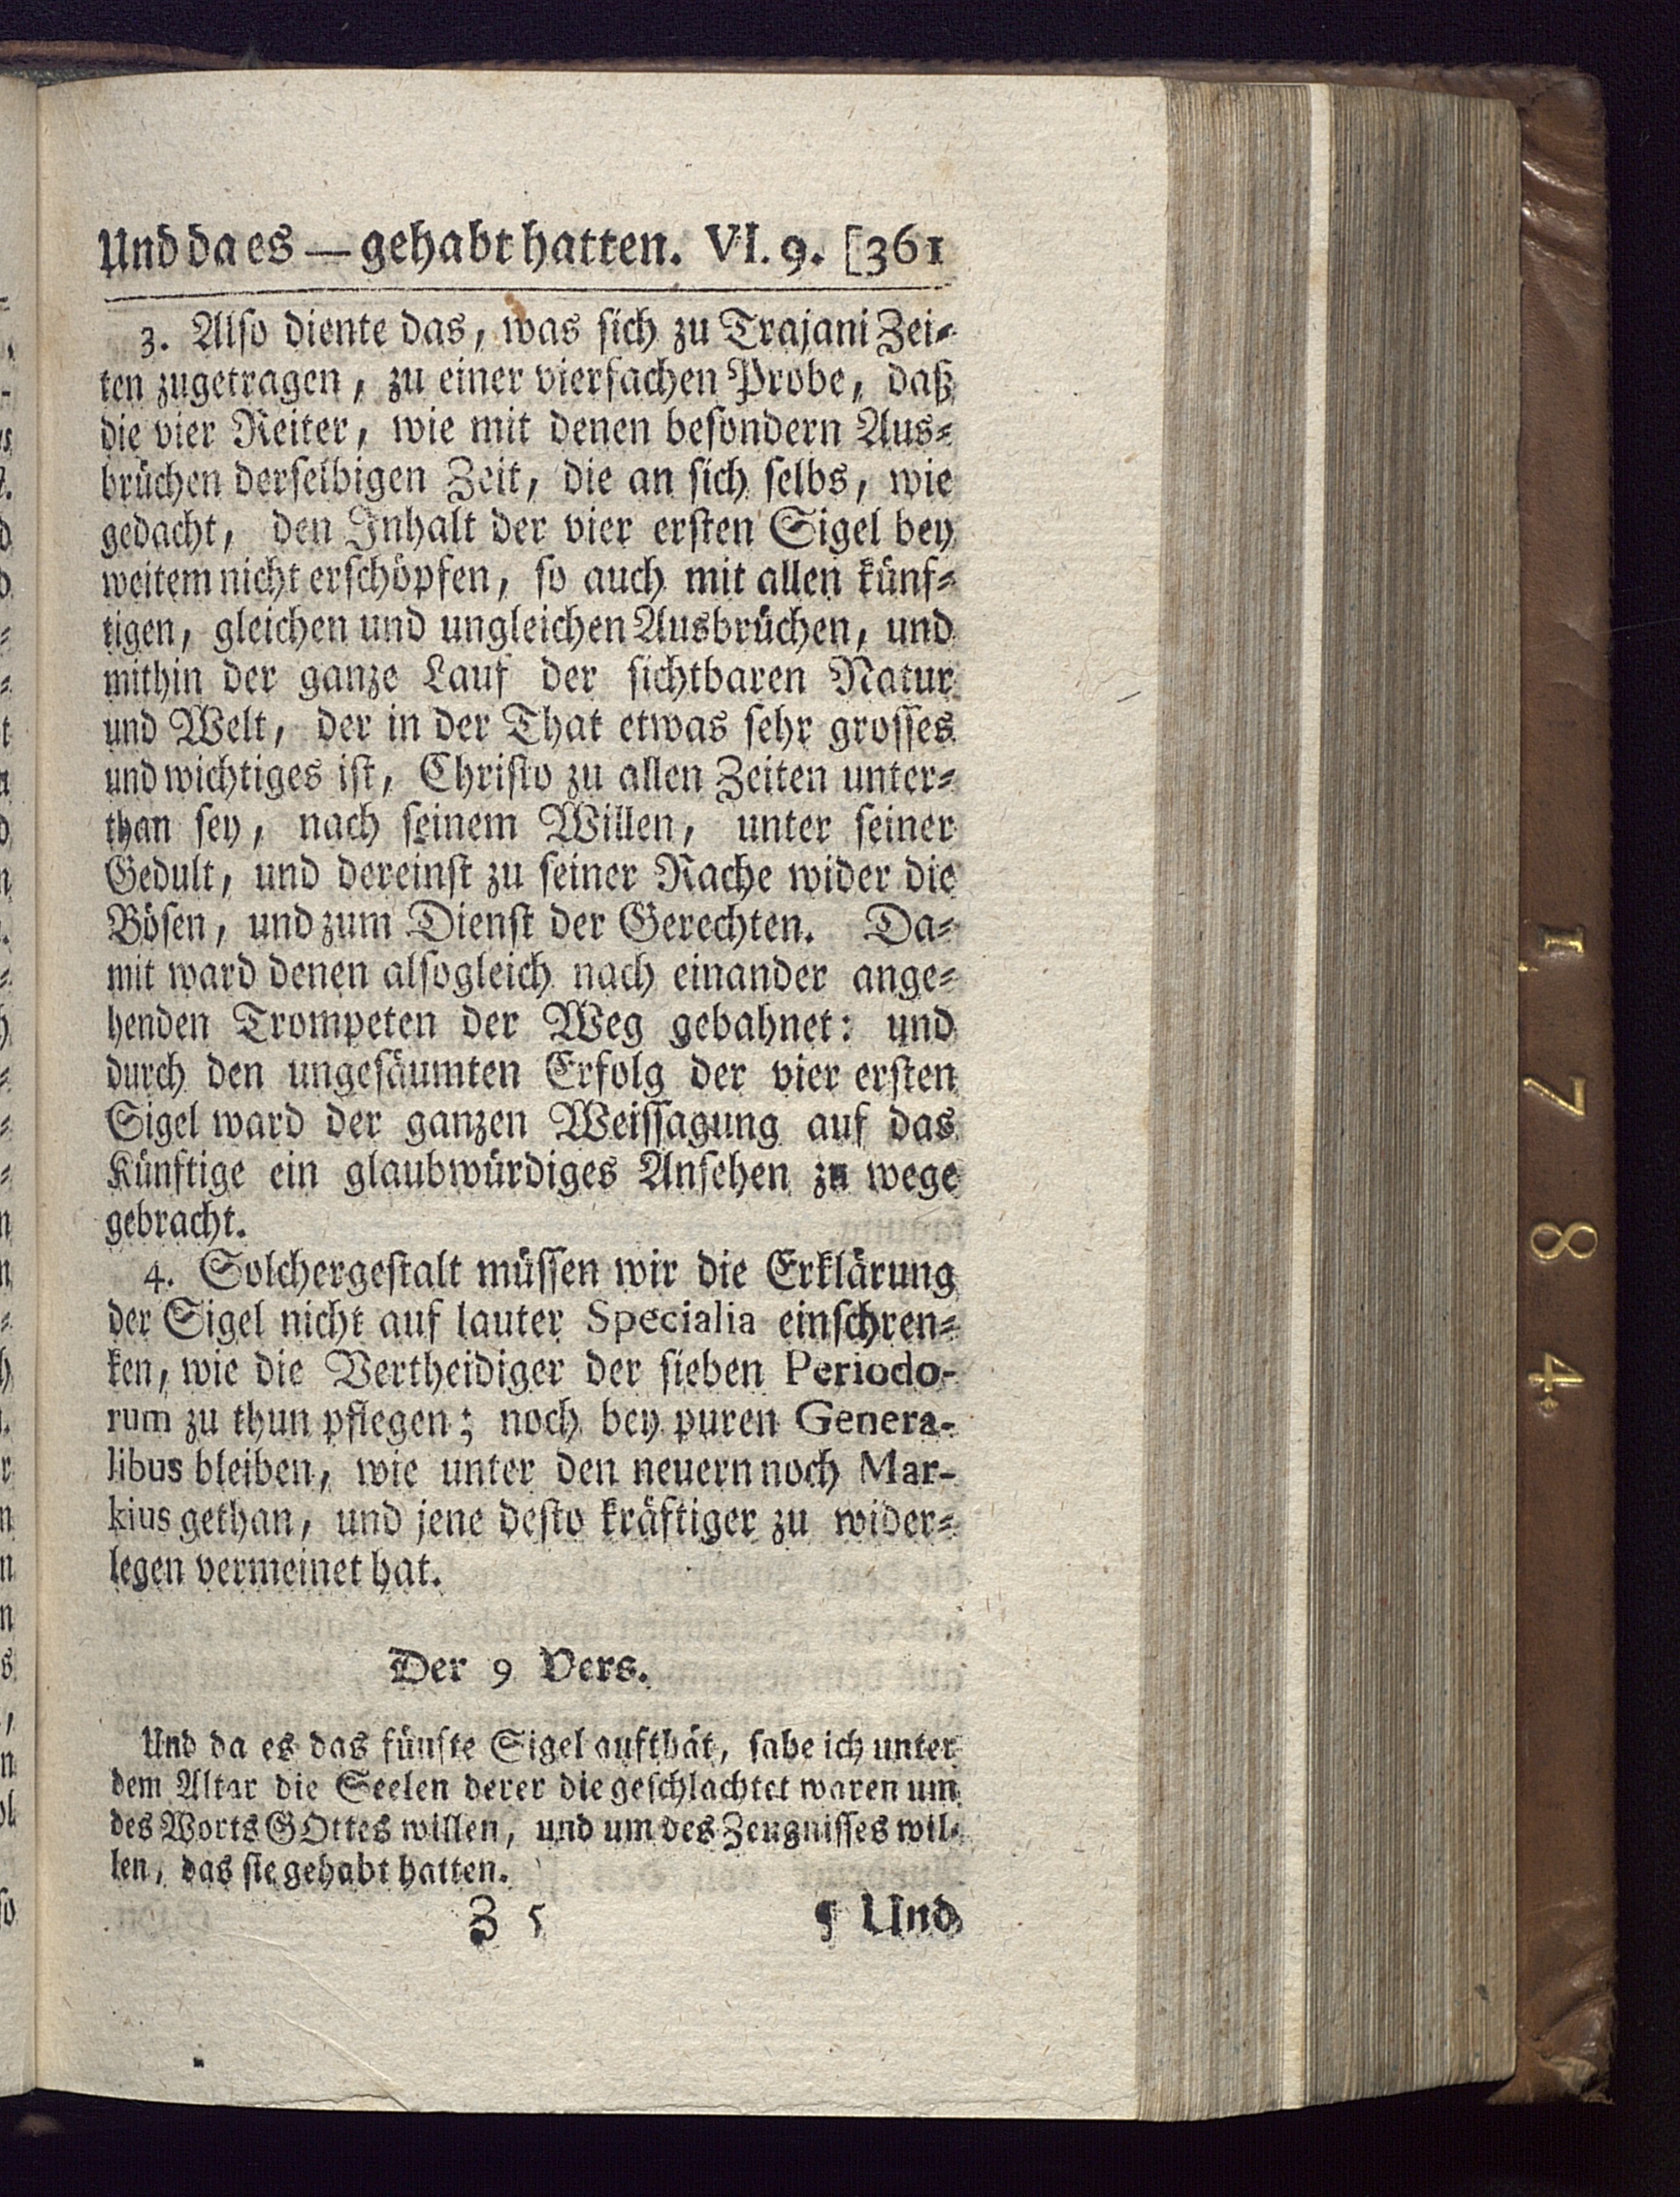 Und da es — gehabt hatten. VI. 9. [361
3. Also diente das, was sich zu Trajani Zei-
ten zugetragen, zu einer vierfachen Probe, daß
die vier Reiter, wie mit denen besondern Aus-
brüchen derselbigen Zeit, die an sich selbs, wie
gedacht, den Inhalt der vier ersten Sigel bey
weitem nicht erschöpfen, so auch mit allen künf-
tigen, gleichen und ungleichen Ausbrüchen, und
mithin der ganze Lauf der sichtbaren Natur
und Welt, der in der That etwas sehr grosses
und wichtiges ist, Christo zu allen Zeiten unter-
than sey, nach seinem Willen, unter seiner
Gedult, und dereinst zu seiner Rache wider die
Bösen, und zum Dienst der Gerechten. Da-
mit ward denen alsogleich nach einander ange-
henden Trompeten der Weg gebahnet: und
durch den ungesäumten Erfolg der vier ersten
Sigel ward der ganzen Weissagung auf das
Künftige ein glaubwürdiges Ansehen zu wege
gebracht.
4. Solchergestalt müssen wir die Erklärung
der Sigel nicht auf lauter Specialia einschren-
ken, wie die Vertheidiger der sieben Periodo-
rum zu thun pflegen; noch bey puren Genera-
libus bleiben, wie unter den neuern noch Mar-
kius gethan, und jene desto kräftiger zu wider-
legen vermeinet hat.
Der 9 Vers.
Und da es das fünfte Sigel aufthät, sahe ich unter
dem Altar die Seelen derer die geschlachtet waren um
des Worts GOttes willen, und um des Zeugnisses wil-
len, das sie gehabt hatten.
Z 5 ¶ Und
I 7 8 4